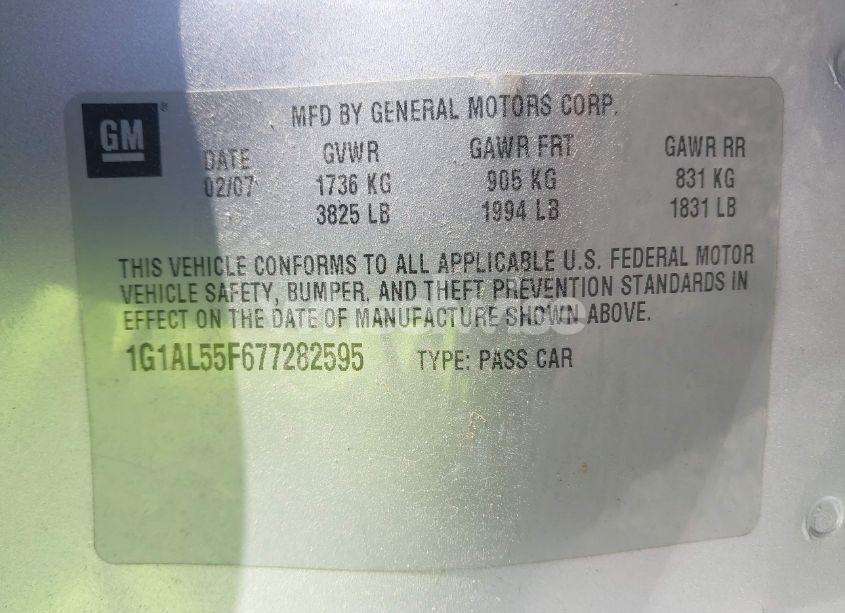 GM ®
MFD BY GENERAL MOTORS CORP.
DATE GVWR GAWR FRT GAWR RR
02/07 1736 KG 905 KG 831 KG
3825 LB 1994 LB 1831 LB
THIS VEHICLE CONFORMS TO ALL APPLICABLE U.S. FEDERAL MOTOR
VEHICLE SAFETY, BUMPER, AND THEFT PREVENTION STANDARDS IN
EFFECT ON THE DATE OF MANUFACTURE SHOWN ABOVE.
1G1AL55F677282595 TYPE: PASS CAR